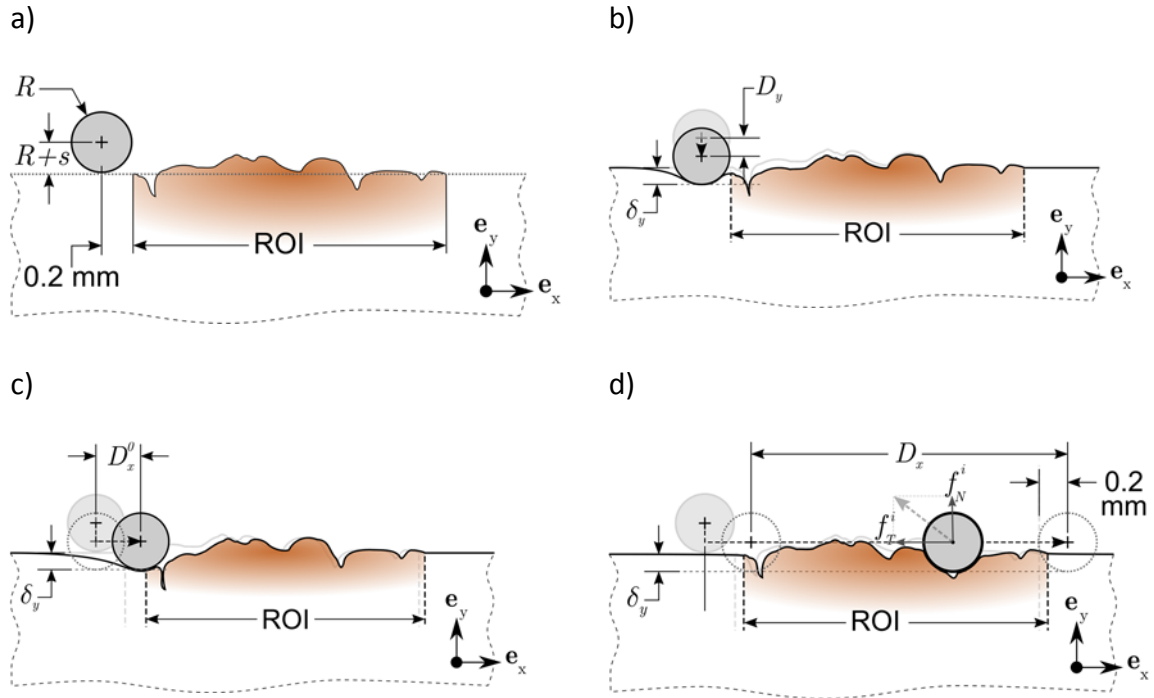 a)
R
R+s
0.2 mm
ROI
e_y
e_x
b)
D_y
δ_y
ROI
e_y
e_x
c)
D_x^0
δ_y
ROI
e_y
e_x
d)
D_x
0.2
mm
f_N^i
f_T^i
δ_y
ROI
e_y
e_x